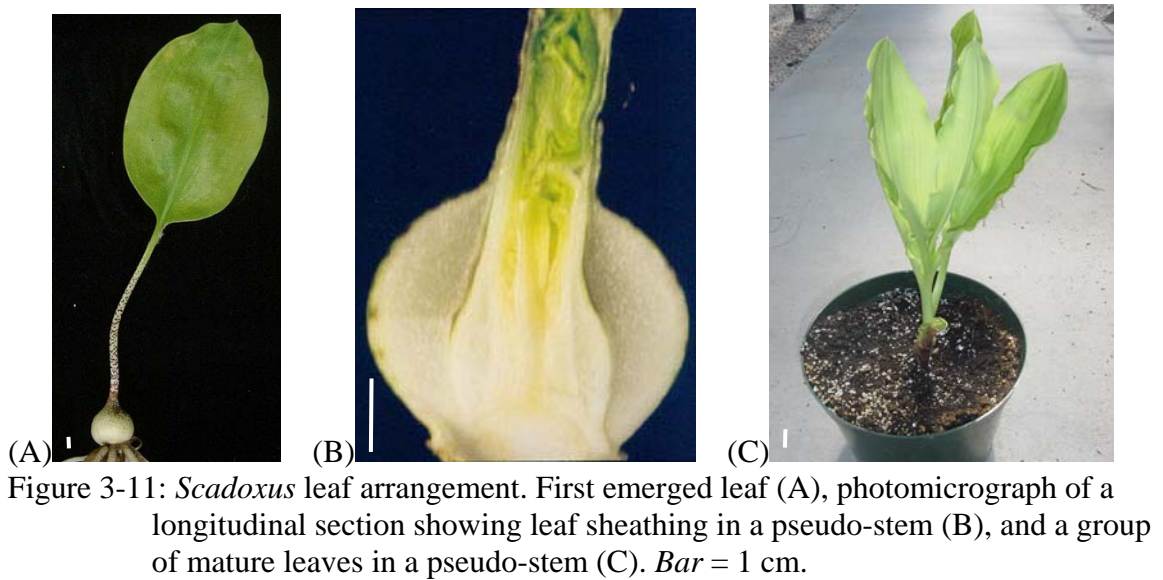 (A) (B) (C)
Figure 3-11: Scadoxus leaf arrangement. First emerged leaf (A), photomicrograph of a
longitudinal section showing leaf sheathing in a pseudo-stem (B), and a group
of mature leaves in a pseudo-stem (C). Bar = 1 cm.